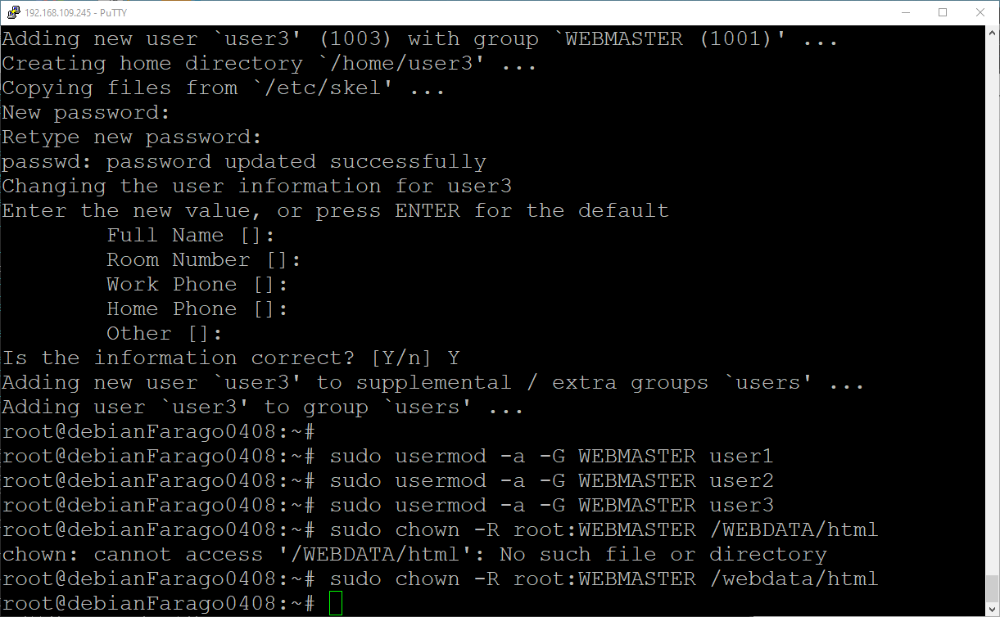 192.168.109.245 - PuTTY
Adding new user `user3' (1003) with group `WEBMASTER (1001)' ...
Creating home directory `/home/user3' ...
Copying files from `/etc/skel' ...
New password:
Retype new password:
passwd: password updated successfully
Changing the user information for user3
Enter the new value, or press ENTER for the default
        Full Name []:
        Room Number []:
        Work Phone []:
        Home Phone []:
        Other []:
Is the information correct? [Y/n] Y
Adding new user `user3' to supplemental / extra groups `users' ...
Adding user `user3' to group `users' ...
root@debianFarago0408:~#
root@debianFarago0408:~# sudo usermod -a -G WEBMASTER user1
root@debianFarago0408:~# sudo usermod -a -G WEBMASTER user2
root@debianFarago0408:~# sudo usermod -a -G WEBMASTER user3
root@debianFarago0408:~# sudo chown -R root:WEBMASTER /WEBDATA/html
chown: cannot access '/WEBDATA/html': No such file or directory
root@debianFarago0408:~# sudo chown -R root:WEBMASTER /webdata/html
root@debianFarago0408:~#